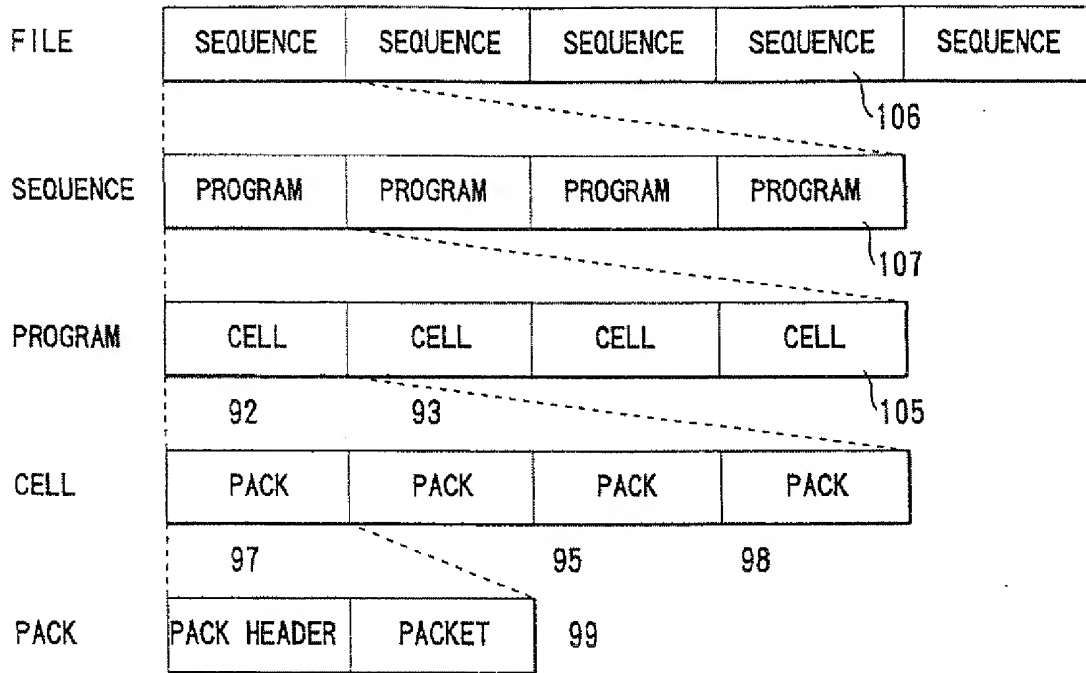 FILE SEQUENCE SEQUENCE SEQUENCE SEQUENCE SEQUENCE
106
SEQUENCE PROGRAM PROGRAM PROGRAM PROGRAM
107
PROGRAM CELL CELL CELL CELL
92 93 105
CELL PACK PACK PACK PACK
97 95 98
PACK PACK HEADER PACKET 99